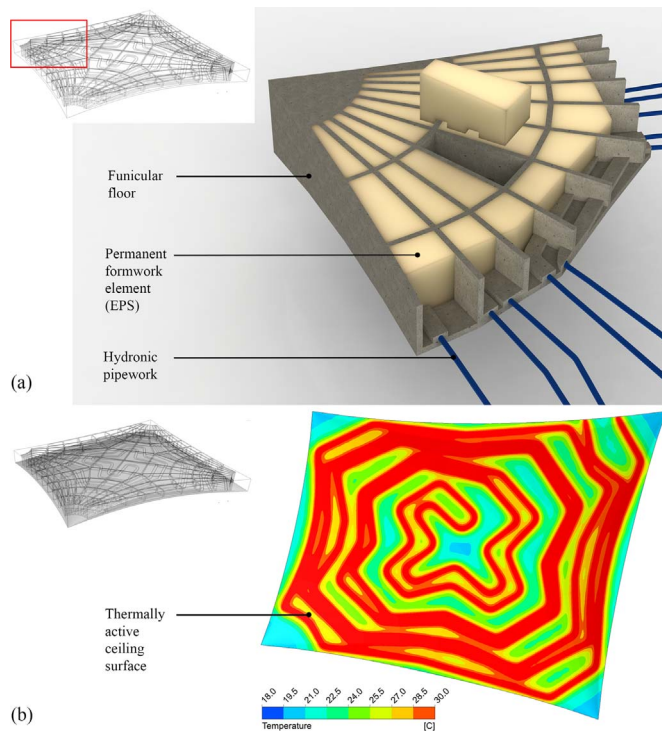 Funicular
floor
Permanent
formwork
element
(EPS)
Hydronic
pipework
(a)
Thermally
active
ceiling
surface
18.0 19.5 21.0 22.5 24.0 25.5 27.0 28.5 30.0
Temperature [C]
(b)